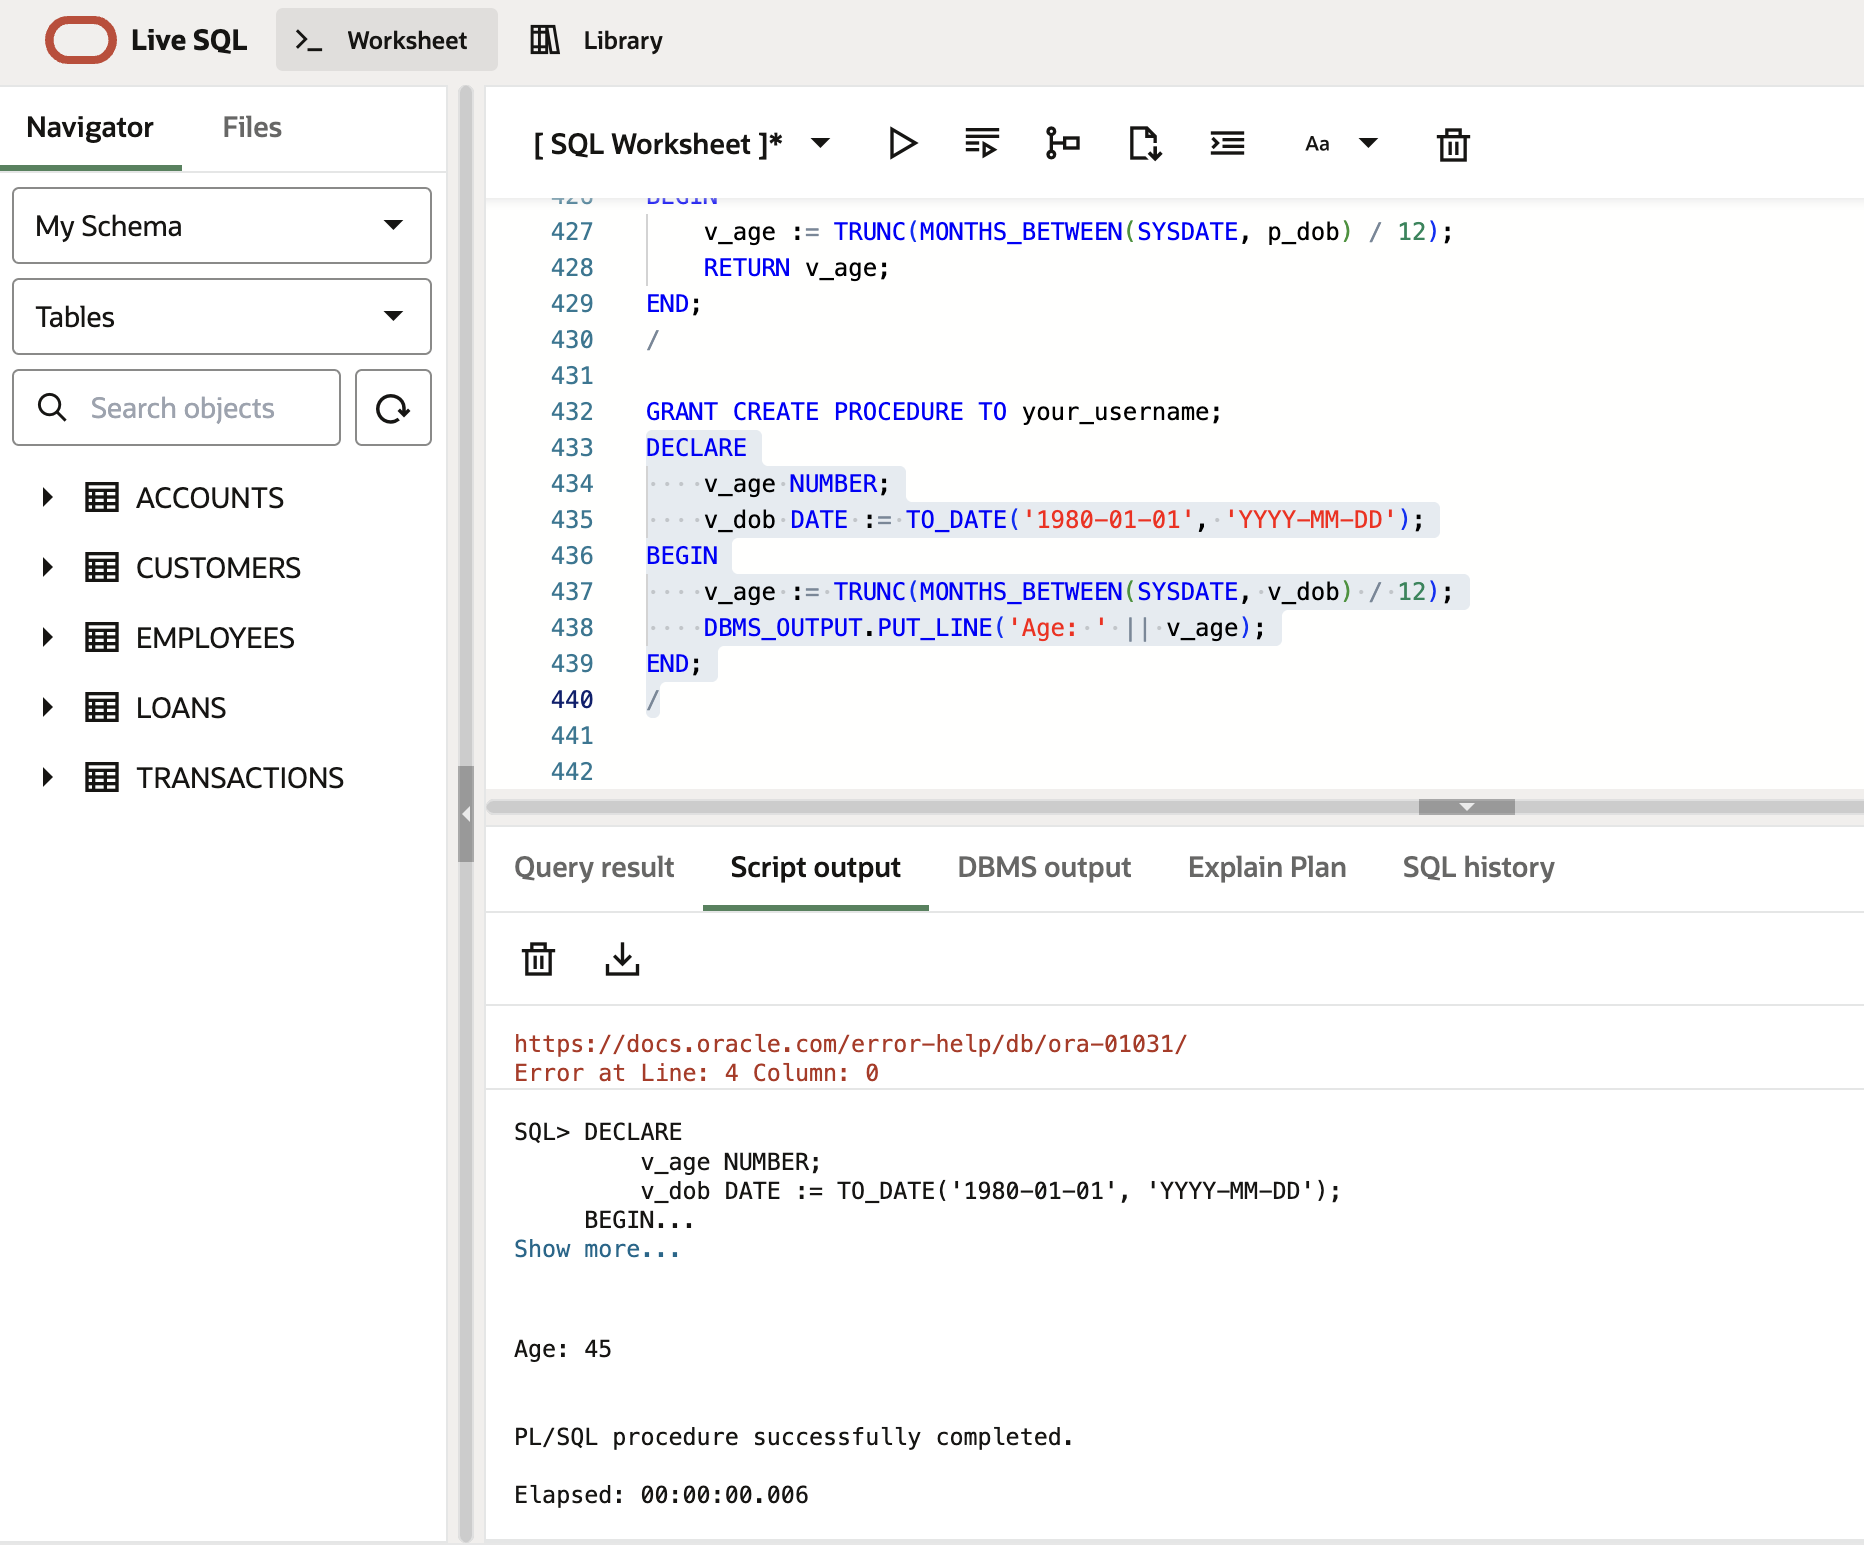 Live SQL
Worksheet
Library
Navigator
Files
My Schema
Tables
Search objects
ACCOUNTS
CUSTOMERS
EMPLOYEES
LOANS
TRANSACTIONS
[ SQL Worksheet ]*
Aa
426 BEGIN
427     v_age := TRUNC(MONTHS_BETWEEN(SYSDATE, p_dob) / 12);
428     RETURN v_age;
429 END;
430 /
431
432 GRANT CREATE PROCEDURE TO your_username;
433 DECLARE
434     v_age NUMBER;
435     v_dob DATE := TO_DATE('1980-01-01', 'YYYY-MM-DD');
436 BEGIN
437     v_age := TRUNC(MONTHS_BETWEEN(SYSDATE, v_dob) / 12);
438     DBMS_OUTPUT.PUT_LINE('Age: ' || v_age);
439 END;
440 /
441
442
Query result
Script output
DBMS output
Explain Plan
SQL history
https://docs.oracle.com/error-help/db/ora-01031/
Error at Line: 4 Column: 0
SQL> DECLARE
         v_age NUMBER;
         v_dob DATE := TO_DATE('1980-01-01', 'YYYY-MM-DD');
     BEGIN...
Show more...
Age: 45
PL/SQL procedure successfully completed.
Elapsed: 00:00:00.006